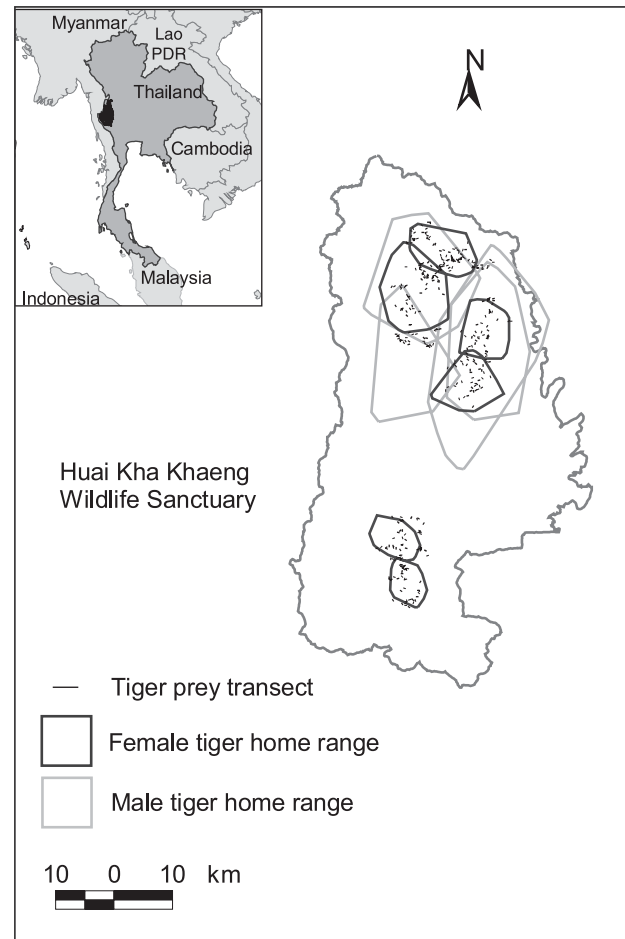 Myanmar
Lao
PDR
Thailand
Cambodia
Malaysia
Indonesia
N
Huai Kha Khaeng
Wildlife Sanctuary
Tiger prey transect
Female tiger home range
Male tiger home range
10 0 10 km